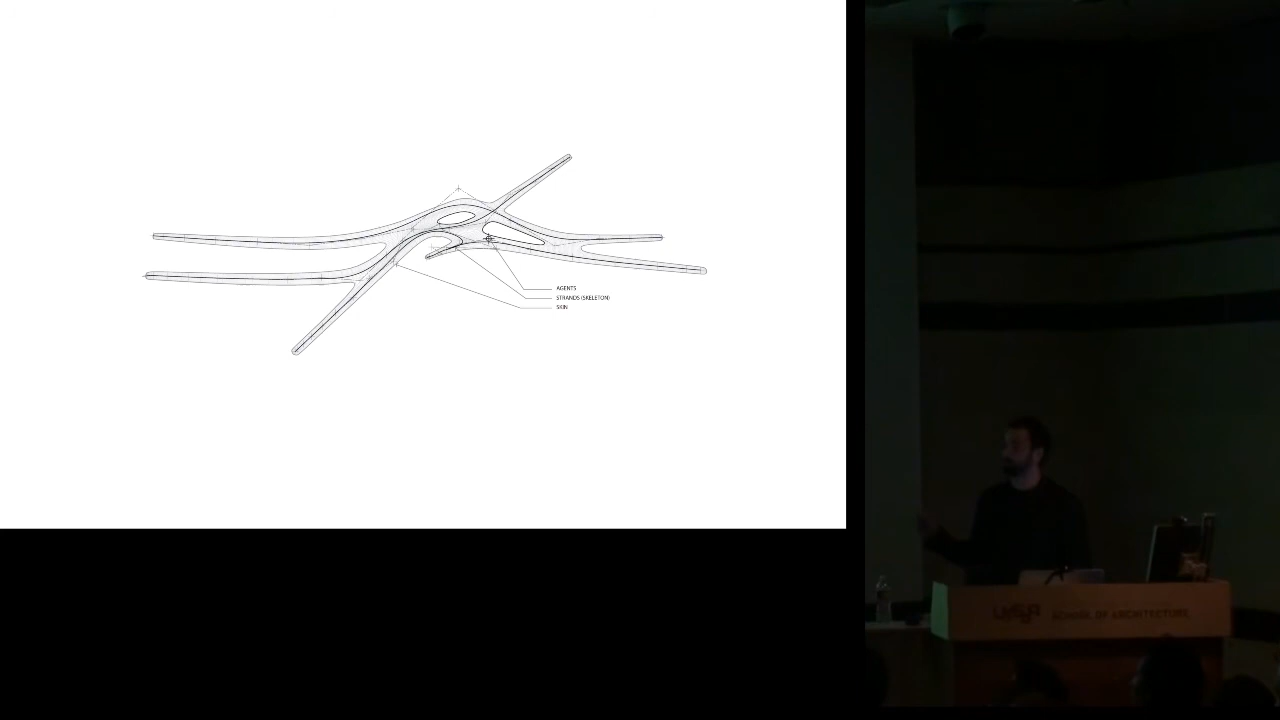 AGENTS
STRANDS (SKELETON)
SKIN
SCHOOL OF ARCHITECTURE